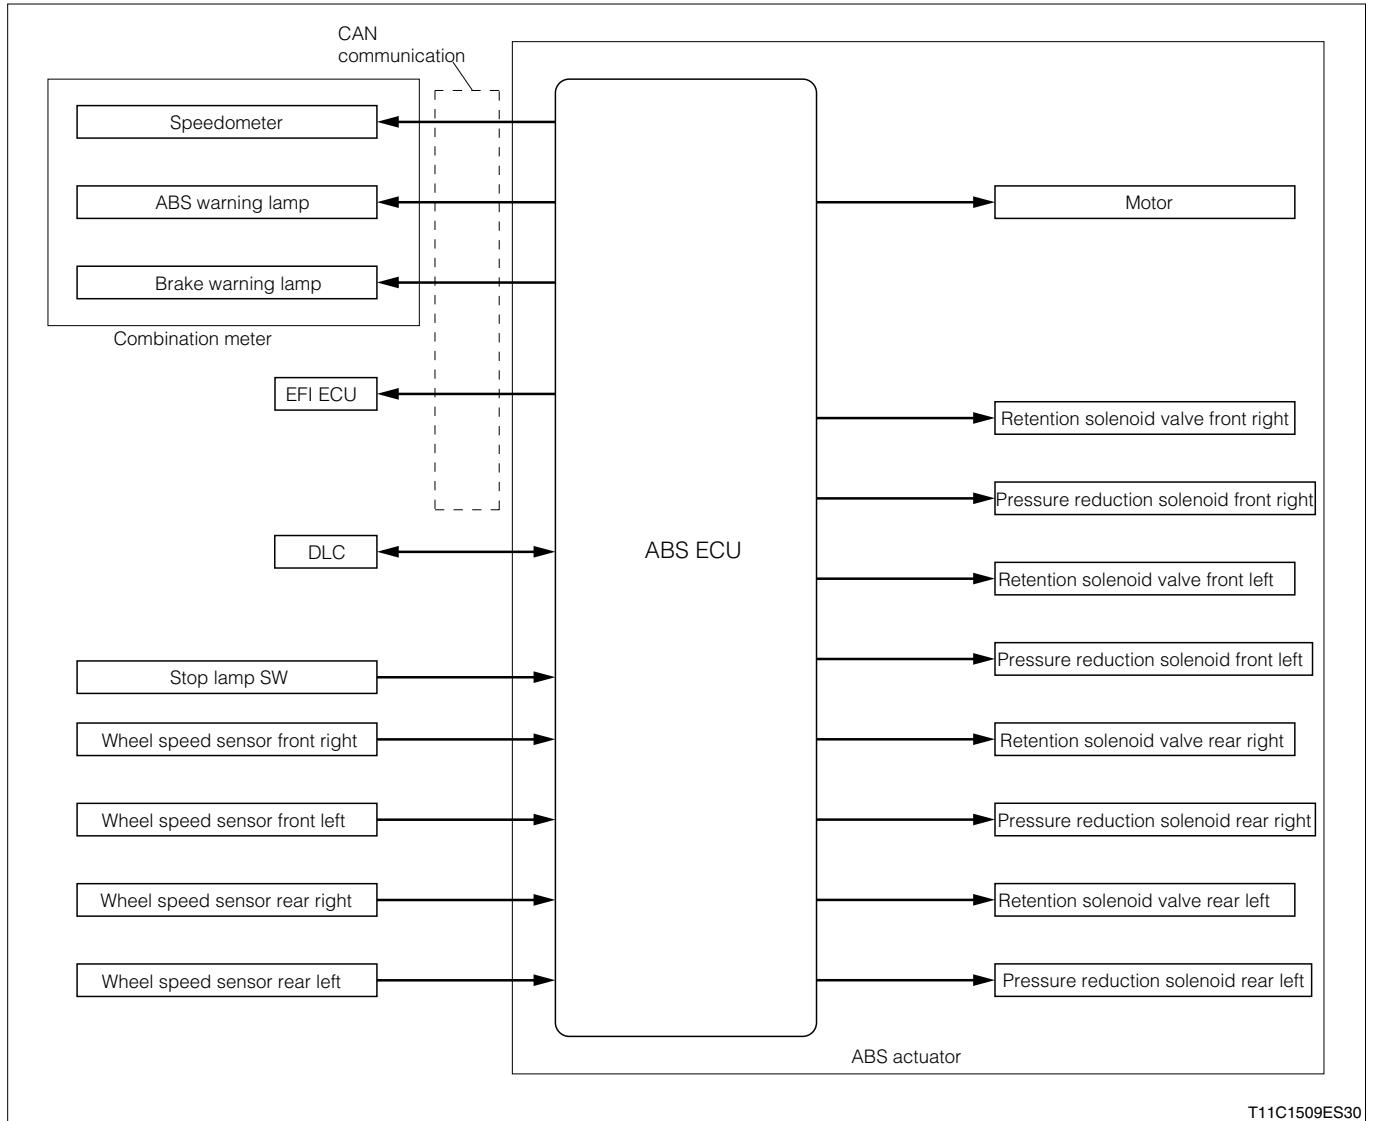 CAN
communication
Speedometer
ABS warning lamp
Brake warning lamp
Combination meter
EFI ECU
DLC
Stop lamp SW
Wheel speed sensor front right
Wheel speed sensor front left
Wheel speed sensor rear right
Wheel speed sensor rear left
ABS ECU
Motor
Retention solenoid valve front right
Pressure reduction solenoid front right
Retention solenoid valve front left
Pressure reduction solenoid front left
Retention solenoid valve rear right
Pressure reduction solenoid rear right
Retention solenoid valve rear left
Pressure reduction solenoid rear left
ABS actuator
T11C1509ES30